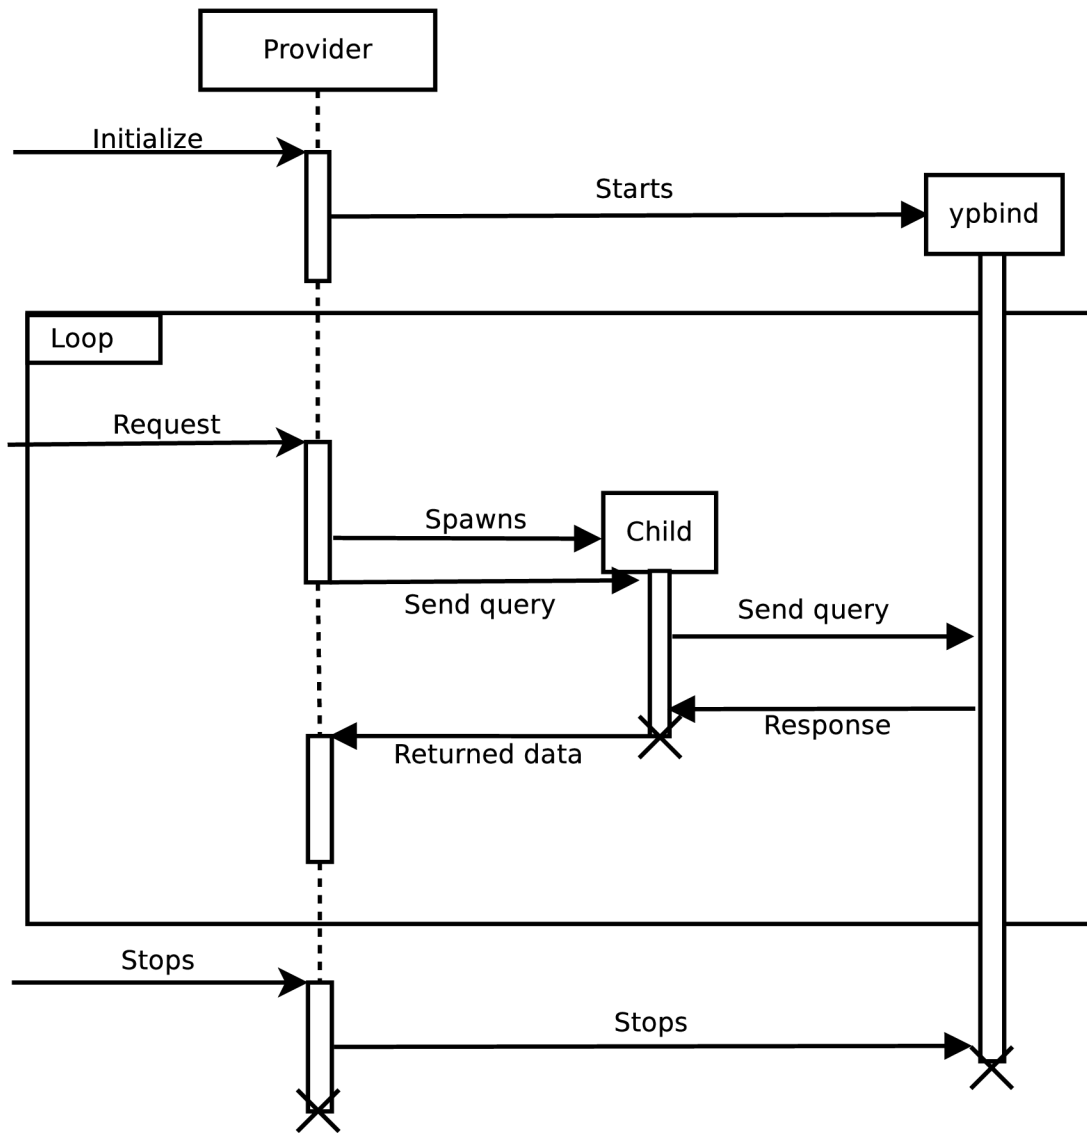 Provider
Initialize
Starts
ypbind
Loop
Request
Spawns
Child
Send query
Send query
Response
Returned data
Stops
Stops